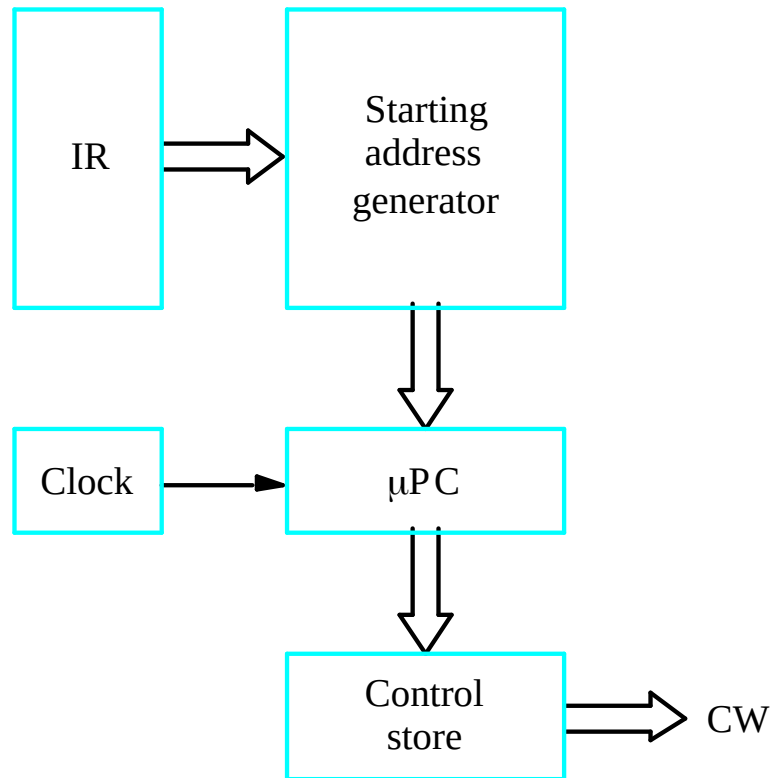 IR
Starting
address
generator
Clock
μPC
Control
store
CW